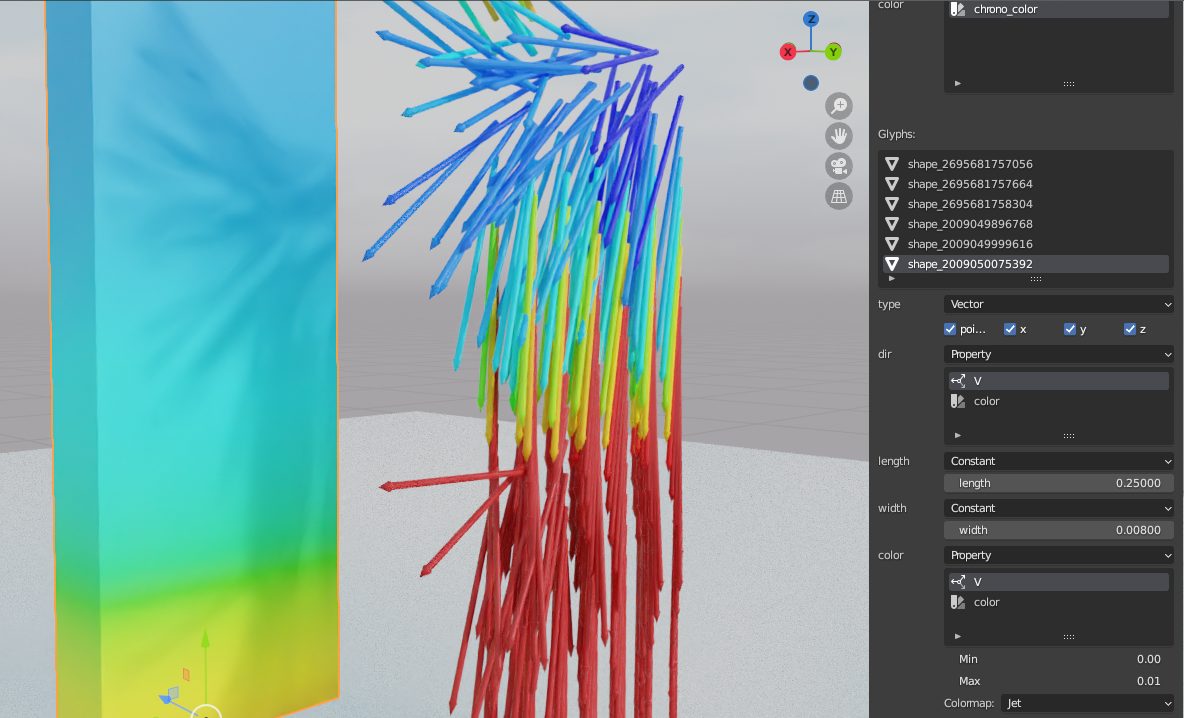 color
chrono_color
Z
X
Y
Glyphs:
shape_2695681757056
shape_2695681757664
shape_2695681758304
shape_2009049896768
shape_2009049999616
shape_2009050075392
type Vector
poi... x y z
dir Property
V
color
length Constant
length 0.25000
width Constant
width 0.00800
color Property
V
color
Min 0.00
Max 0.01
Colormap: Jet